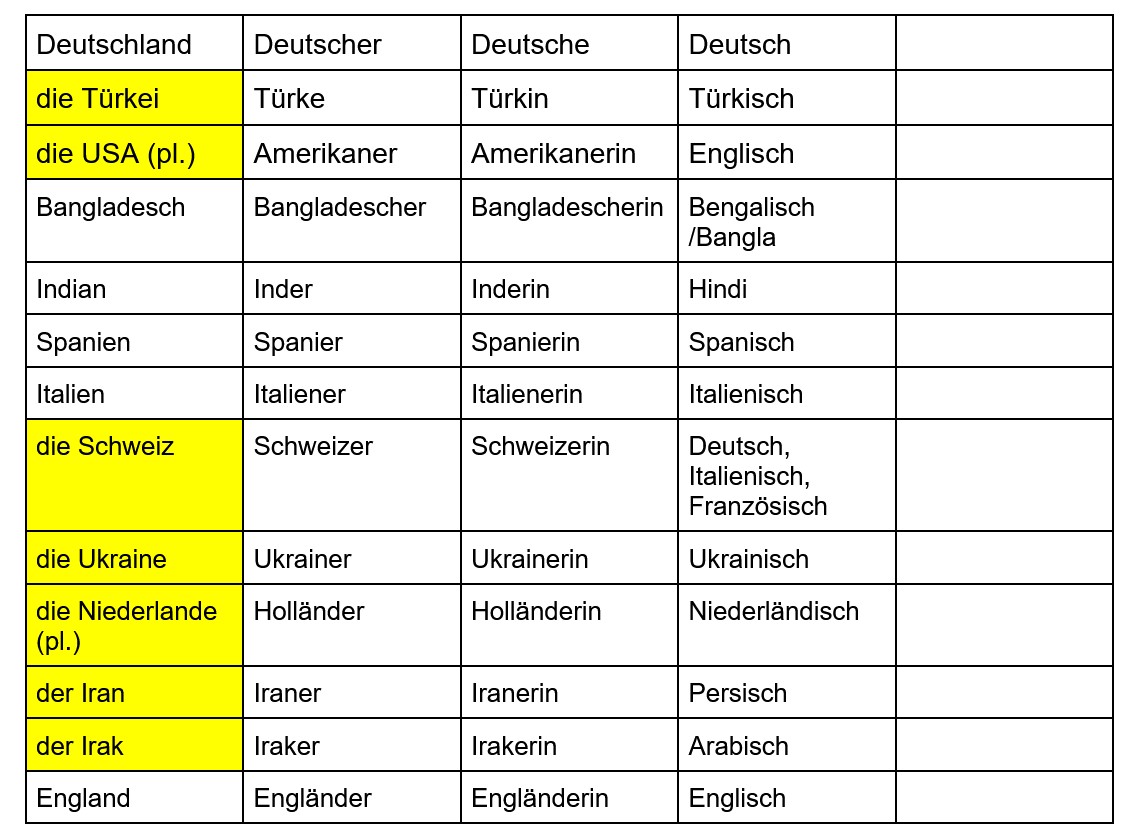 Deutschland Deutscher Deutsche Deutsch
die Türkei Türke Türkin Türkisch
die USA (pl.) Amerikaner Amerikanerin Englisch
Bangladesch Bangladescher Bangladescherin Bengalisch
/Bangla
Indian Inder Inderin Hindi
Spanien Spanier Spanierin Spanisch
Italien Italiener Italienerin Italienisch
die Schweiz Schweizer Schweizerin Deutsch,
Italienisch,
Französisch
die Ukraine Ukrainer Ukrainerin Ukrainisch
die Niederlande Holländer Holländerin Niederländisch
(pl.)
der Iran Iraner Iranerin Persisch
der Irak Iraker Irakerin Arabisch
England Engländer Engländerin Englisch